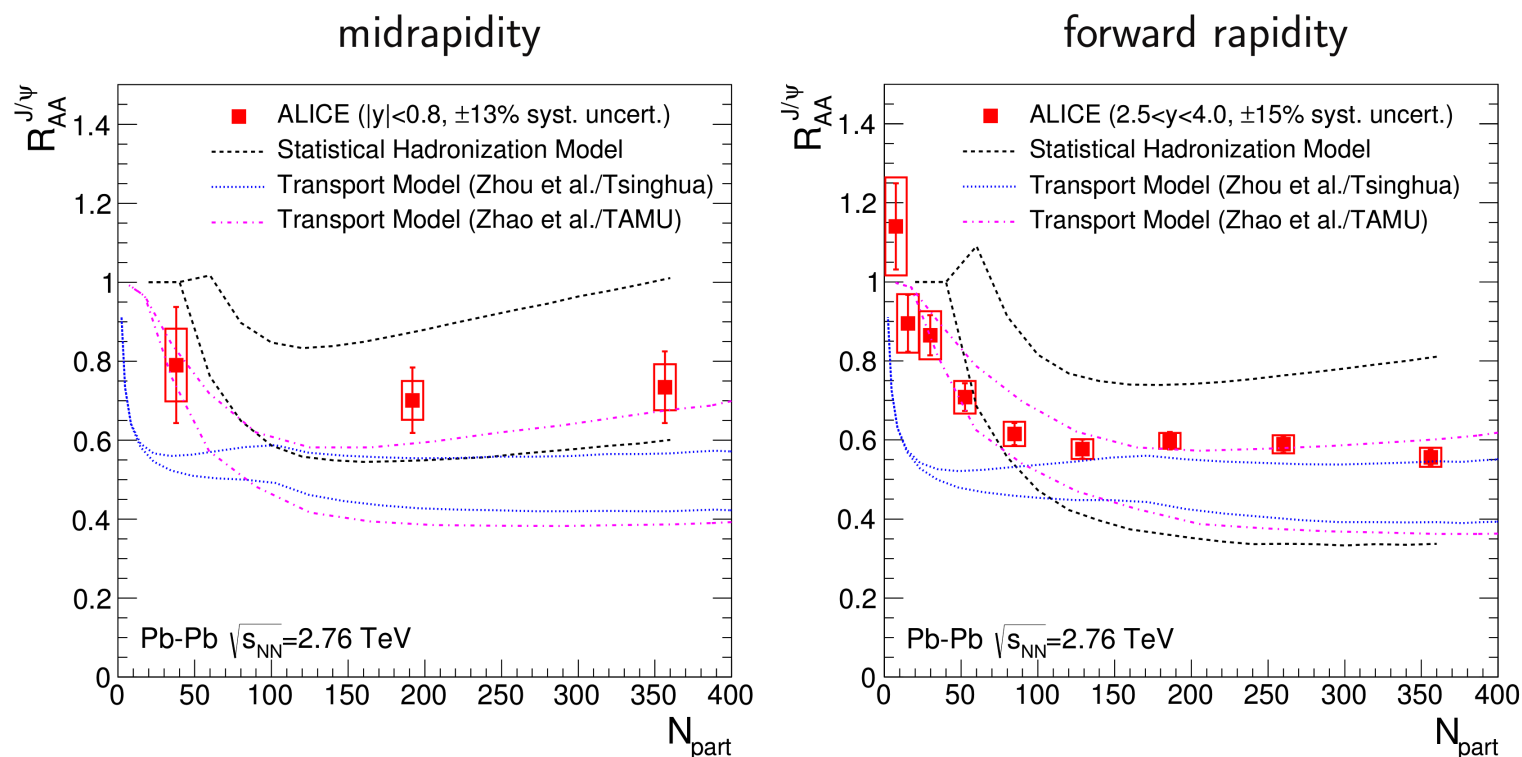 midrapidity
R_AA^J/ψ
ALICE (|y|<0.8, ±13% syst. uncert.)
Statistical Hadronization Model
Transport Model (Zhou et al./Tsinghua)
Transport Model (Zhao et al./TAMU)
1.4
1.2
1
0.8
0.6
0.4
0.2
0
Pb-Pb √s_NN=2.76 TeV
0 50 100 150 200 250 300 350 400
N_part
forward rapidity
R_AA^J/ψ
ALICE (2.5<y<4.0, ±15% syst. uncert.)
Statistical Hadronization Model
Transport Model (Zhou et al./Tsinghua)
Transport Model (Zhao et al./TAMU)
1.4
1.2
1
0.8
0.6
0.4
0.2
0
Pb-Pb √s_NN=2.76 TeV
0 50 100 150 200 250 300 350 400
N_part